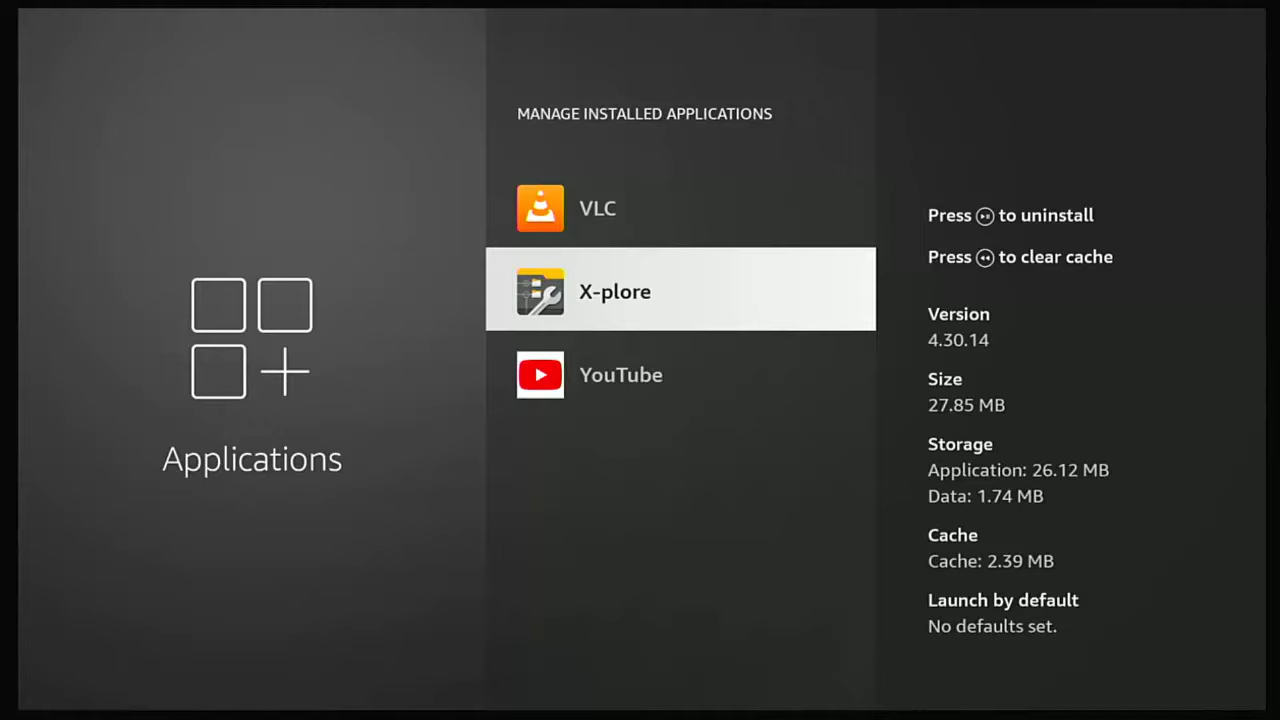 Applications
MANAGE INSTALLED APPLICATIONS
VLC
X-plore
YouTube
Press to uninstall
Press to clear cache
Version
4.30.14
Size
27.85 MB
Storage
Application: 26.12 MB
Data: 1.74 MB
Cache
Cache: 2.39 MB
Launch by default
No defaults set.